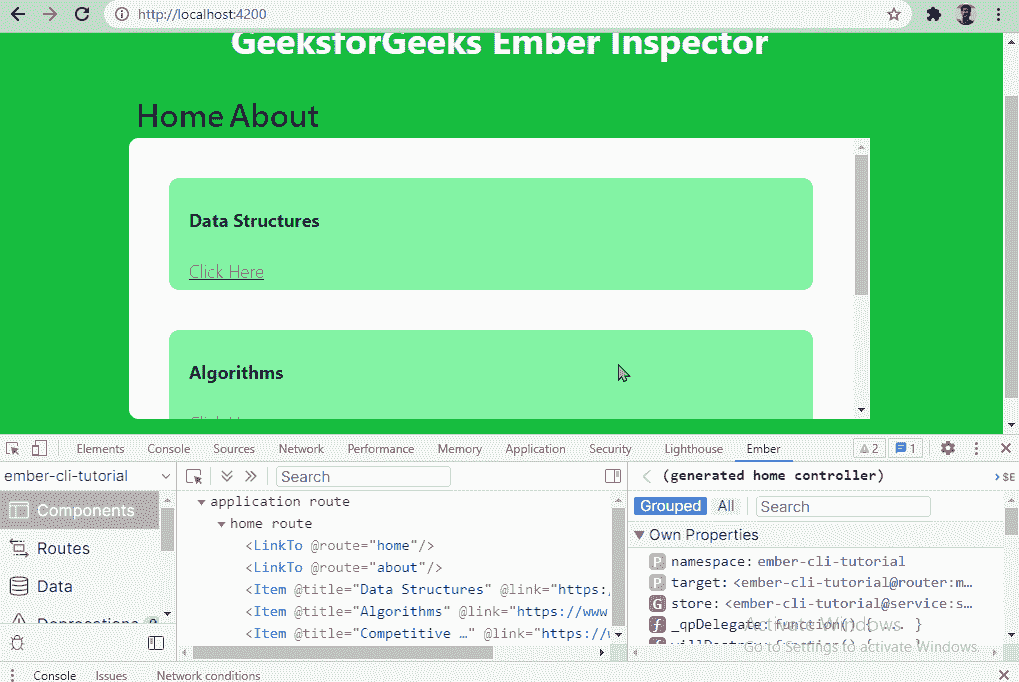 http://localhost:4200
GeeksforGeeks Ember Inspector
Home About
Data Structures
Click Here
Algorithms
Elements Console Sources Network Performance Memory Application Security Lighthouse Ember 2 1
ember-cli-tutorial
Search
(generated home controller)
$E
Components
Routes
Data
Deprecations
application route
home route
<LinkTo @route="home"/>
<LinkTo @route="about"/>
<Item @title="Data Structures" @link="https:/
<Item @title="Algorithms" @link="https://www
<Item @title="Competitive …" @link="https://
Grouped All Search
Own Properties
P namespace: ember-cli-tutorial
P target: <ember-cli-tutorial@router:m…
G store: <ember-cli-tutorial@service:s…
f _qpDelegate: function() { ... }
Activate Windows
Go to Settings to activate Windows.
Console Issues Network conditions